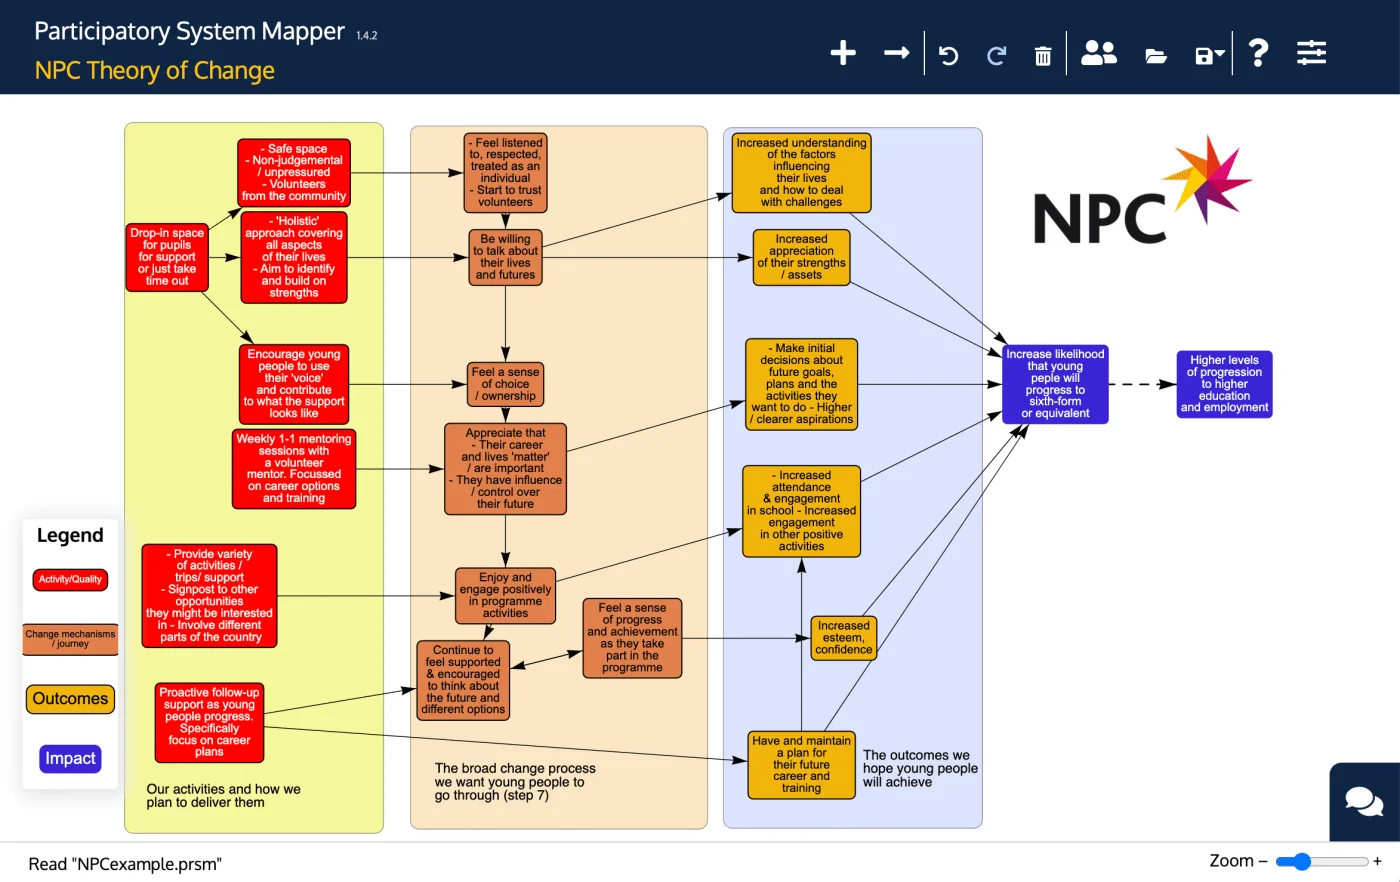 Participatory System Mapper 1.4.2
NPC Theory of Change
- Safe space
- Non-judgemental
/ unpressured
- Volunteers
from the community
Drop-in space
for pupils
for support
or just take
time out
- 'Holistic'
approach covering
all aspects
of their lives
- Aim to identify
and build on
strengths
Encourage young
people to use
their 'voice'
and contribute
to what the support
looks like
Weekly 1-1 mentoring
sessions with
a volunteer
mentor. Focussed
on career options
and training
- Provide variety
of activities /
trips/ support
- Signpost to other
opportunities
they might be interested
in - Involve different
parts of the country
Proactive follow-up
support as young
people progress.
Specifically
focus on career
plans
Our activities and how we
plan to deliver them
- Feel listened
to, respected,
treated as an
individual
- Start to trust
volunteers
Be willing
to talk about
their lives
and futures
Feel a sense
of choice
/ ownership
Appreciate that
- Their career
and lives 'matter'
/ are important
- They have influence
/ control over
their future
Enjoy and
engage positively
in programme
activities
Feel a sense
of progress
and achievement
as they take
part in the
programme
Continue to
feel supported
& encouraged
to think about
the future and
different options
The broad change process
we want young people to
go through (step 7)
Increased understanding
of the factors
influencing
their lives
and how to deal
with challenges
Increased
appreciation
of their strengths
/ assets
- Make initial
decisions about
future goals,
plans and the
activities they
want to do - Higher
/ clearer aspirations
- Increased
attendance
& engagement
in school - Increased
engagement
in other positive
activities
Increased
esteem,
confidence
Have and maintain
a plan for
their future
career and
training
The outcomes we
hope young people
will achieve
NPC
Increase likelihood
that young
peple will
progress to
sixth-form
or equivalent
Higher levels
of progression
to higher
education
and employment
Legend
Activity/Quality
Change mechanisms
/ journey
Outcomes
Impact
Read "NPCexample.prsm"
Zoom − +